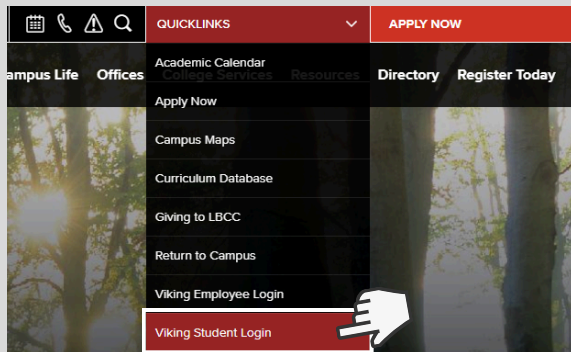 QUICKLINKS
APPLY NOW
ampus Life Offices College Services Resources Directory Register Today
Academic Calendar
Apply Now
Campus Maps
Curriculum Database
Giving to LBCC
Return to Campus
Viking Employee Login
Viking Student Login